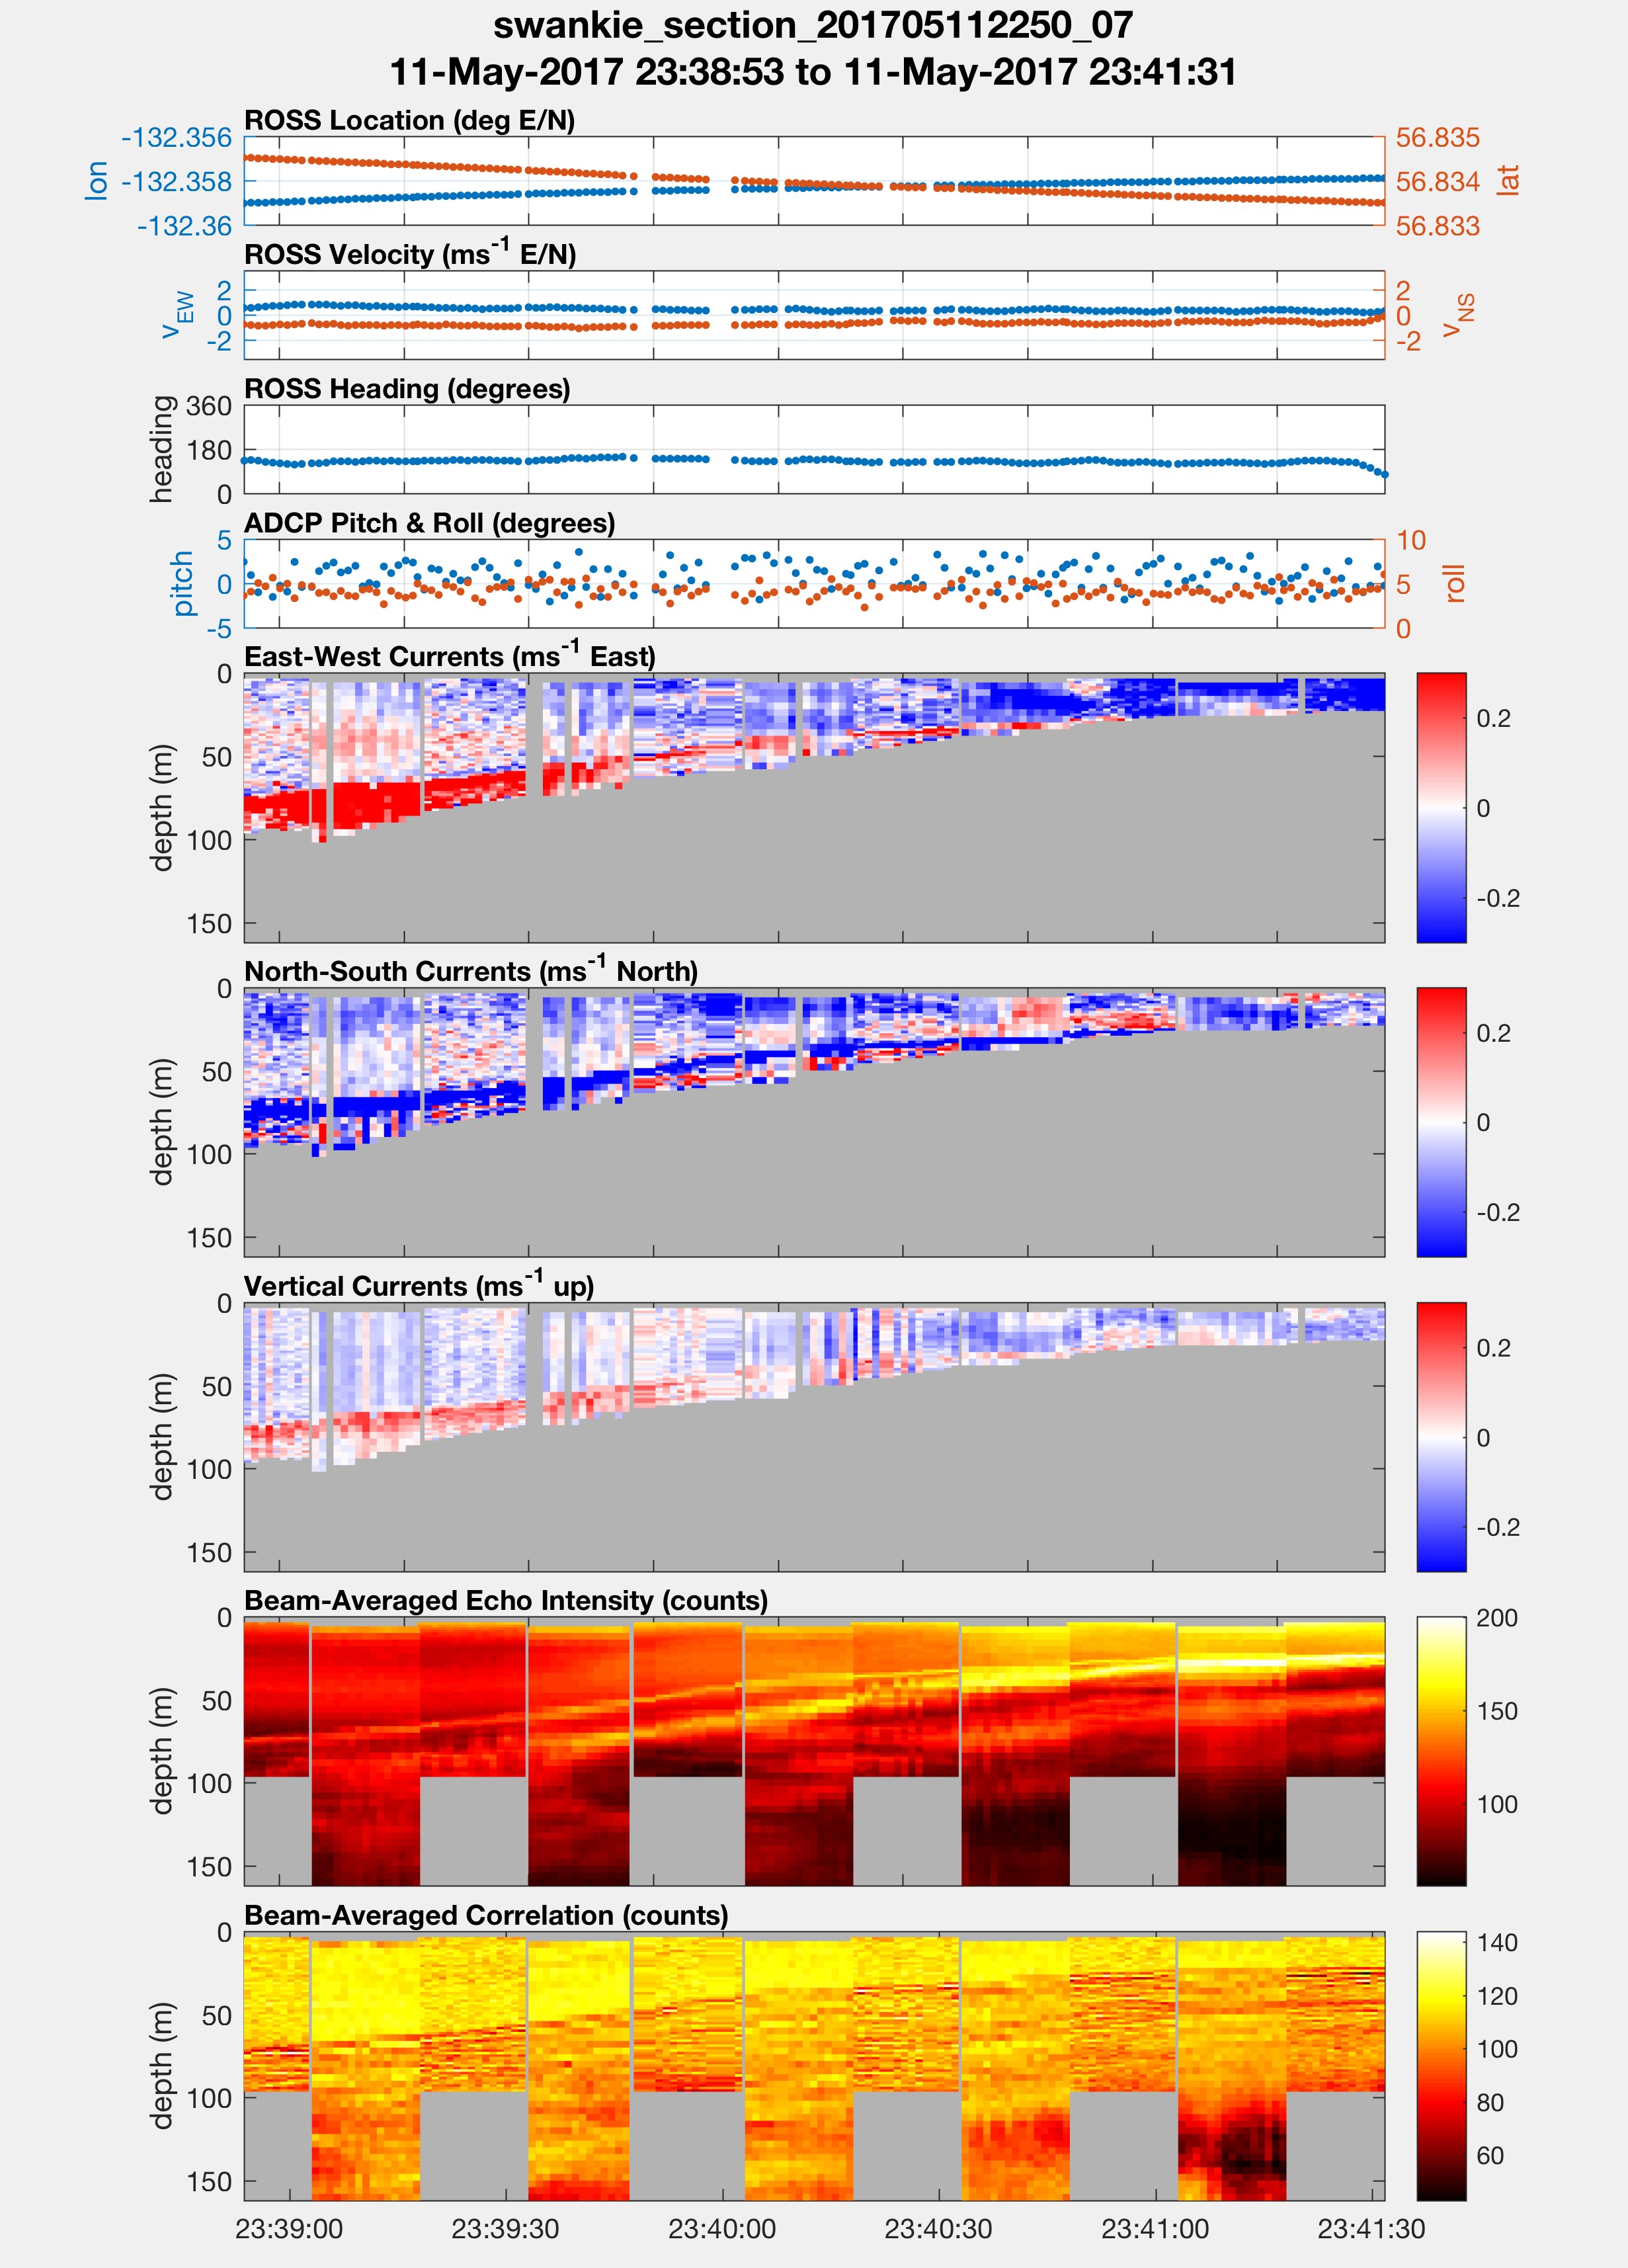 swankie_section_201705112250_07
11-May-2017 23:38:53 to 11-May-2017 23:41:31
ROSS Location (deg E/N)
-132.356
-132.358
-132.36
lon
56.835
56.834
56.833
lat
ROSS Velocity (ms-1 E/N)
2
0
-2
vEW
2
0
-2
vNS
ROSS Heading (degrees)
360
180
0
heading
ADCP Pitch & Roll (degrees)
5
0
-5
pitch
10
5
0
roll
East-West Currents (ms-1 East)
0
50
100
150
depth (m)
0.2
0
-0.2
North-South Currents (ms-1 North)
0
50
100
150
depth (m)
0.2
0
-0.2
Vertical Currents (ms-1 up)
0
50
100
150
depth (m)
0.2
0
-0.2
Beam-Averaged Echo Intensity (counts)
0
50
100
150
depth (m)
200
150
100
Beam-Averaged Correlation (counts)
0
50
100
150
depth (m)
140
120
100
80
60
23:39:00 23:39:30 23:40:00 23:40:30 23:41:00 23:41:30